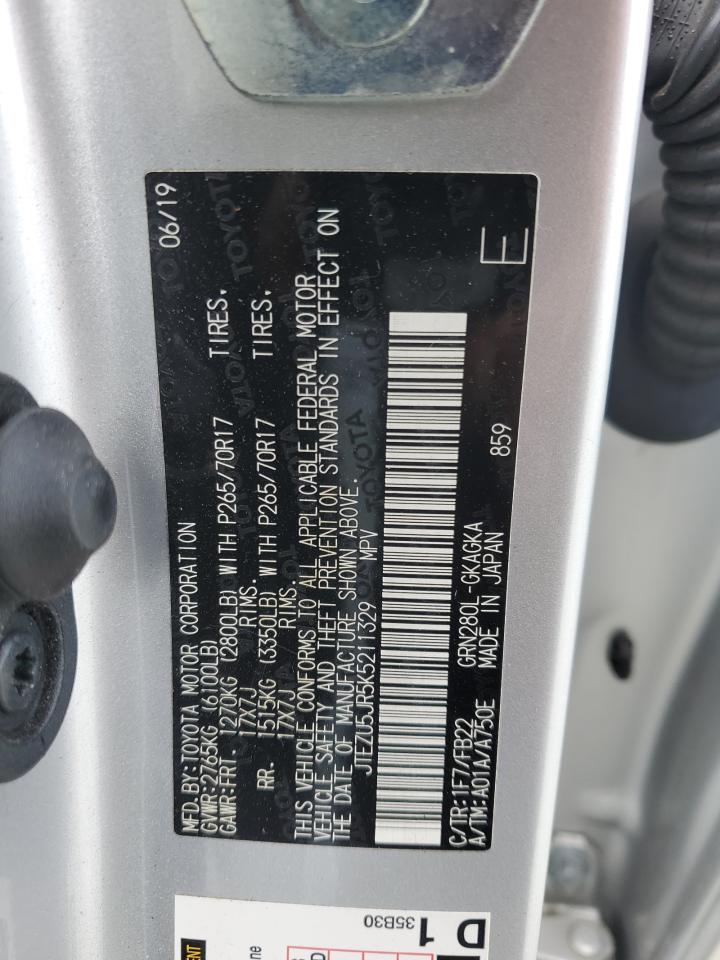 MFD. BY:TOYOTA MOTOR CORPORATION 06/19
GVWR:2765KG (6100LB)
GAWR:FRT. 1270KG (2800LB) WITH P265/70R17 TIRES,
17X7J RIMS.
RR. 1515KG (3350LB) WITH P265/70R17 TIRES,
17X7J RIMS.
THIS VEHICLE CONFORMS TO ALL APPLICABLE FEDERAL MOTOR
VEHICLE SAFETY AND THEFT PREVENTION STANDARDS IN EFFECT ON
THE DATE OF MANUFACTURE SHOWN ABOVE.
JTEZU5JR5K5211329 MPV
C/TR:1F7/FB22 GRN280L -GKAGKA 859 E
A/TM:A01A/A750E MADE IN JAPAN
35B30
D 1